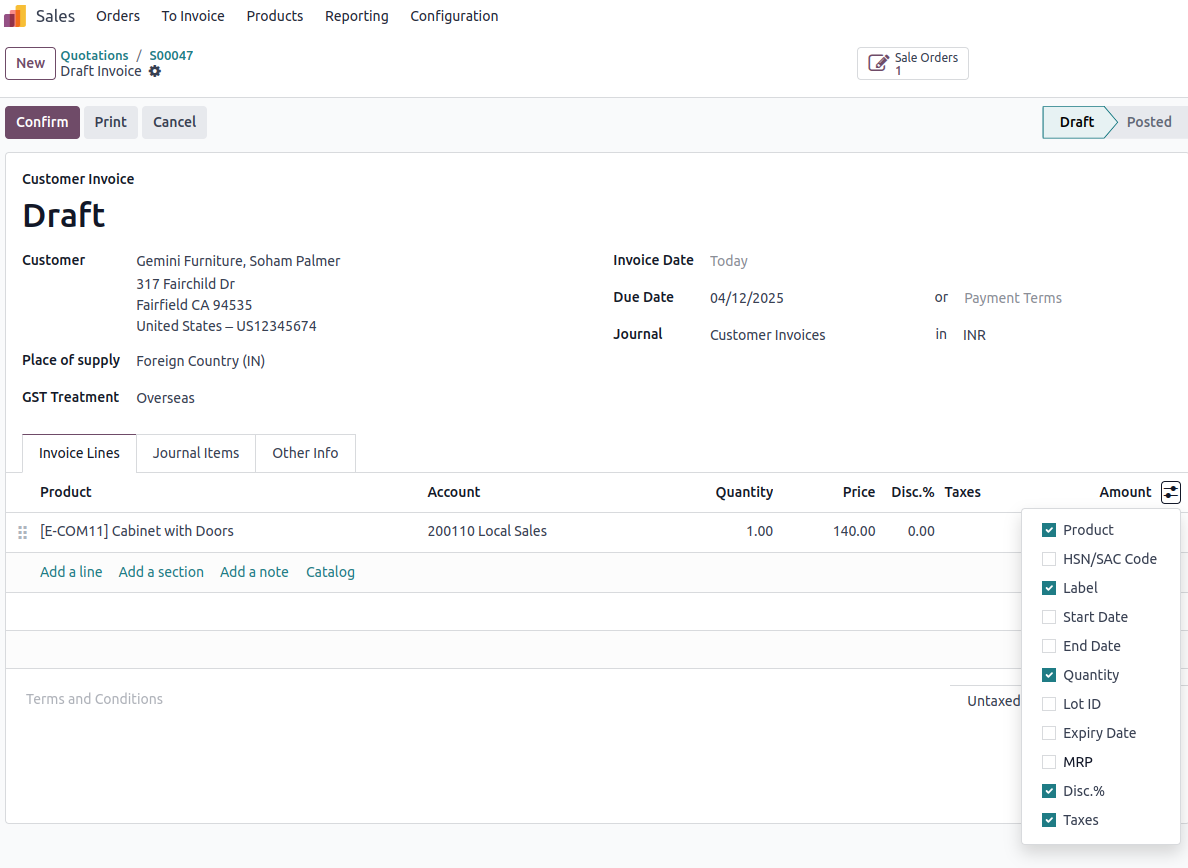 Sales Orders To Invoice Products Reporting Configuration
New
Quotations / S00047
Draft Invoice
Sale Orders
1
Confirm Print Cancel
Draft Posted
Customer Invoice
Draft
Customer Gemini Furniture, Soham Palmer
317 Fairchild Dr
Fairfield CA 94535
United States – US12345674
Place of supply Foreign Country (IN)
GST Treatment Overseas
Invoice Date Today
Due Date 04/12/2025 or Payment Terms
Journal Customer Invoices in INR
Invoice Lines Journal Items Other Info
Product Account Quantity Price Disc.% Taxes Amount
[E-COM11] Cabinet with Doors 200110 Local Sales 1.00 140.00 0.00
Add a line Add a section Add a note Catalog
Terms and Conditions
Untaxed
Product
HSN/SAC Code
Label
Start Date
End Date
Quantity
Lot ID
Expiry Date
MRP
Disc.%
Taxes